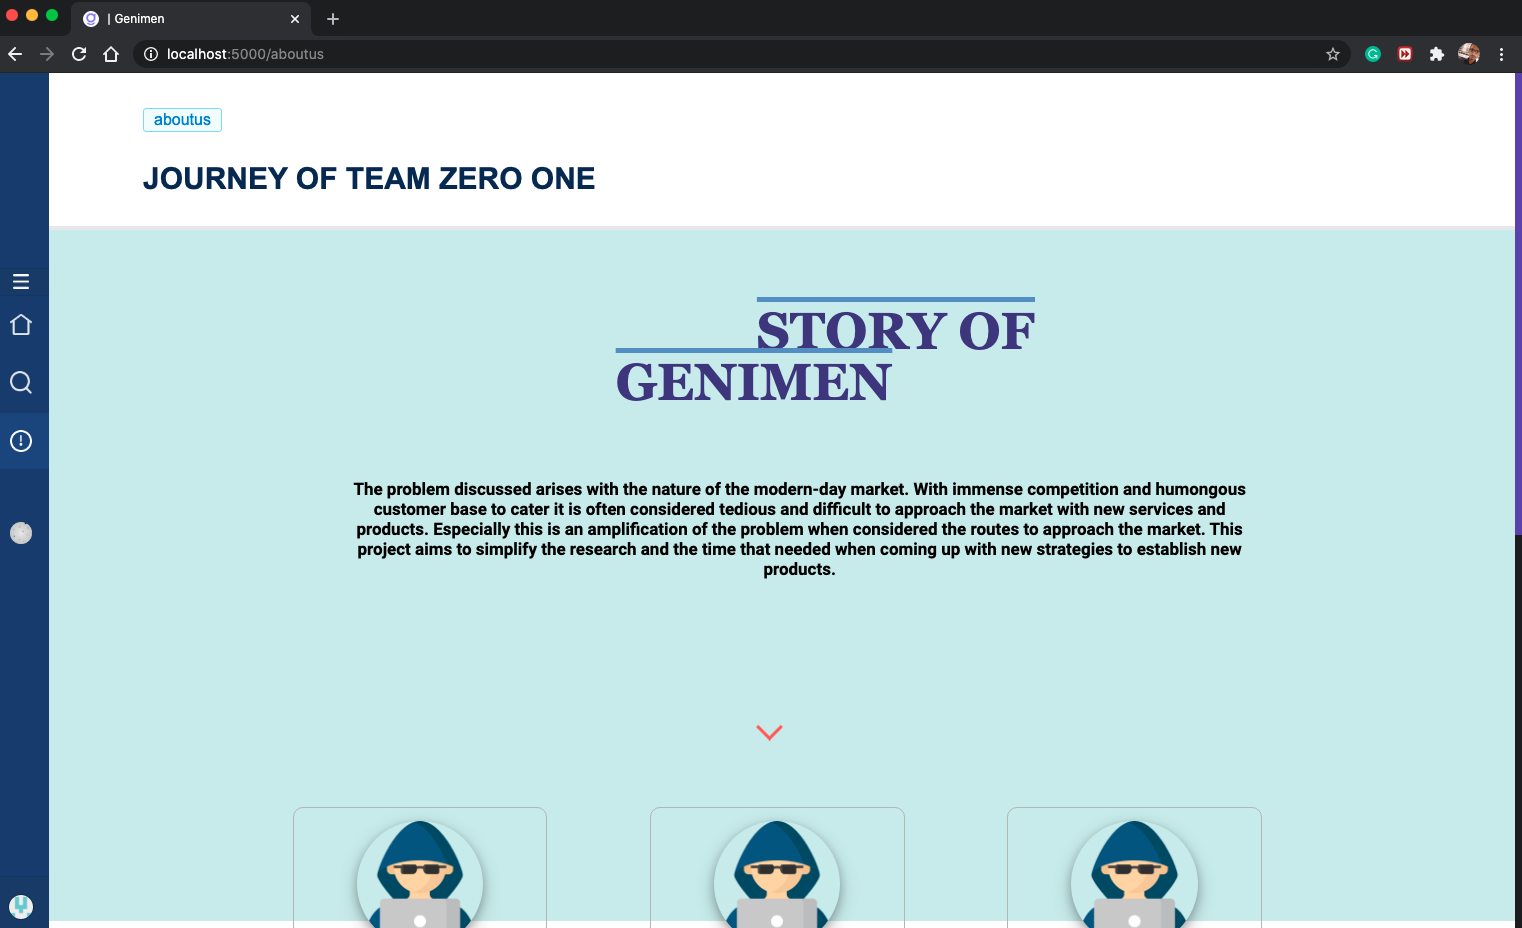 | Genimen
localhost:5000/aboutus
aboutus
JOURNEY OF TEAM ZERO ONE
STORY OF
GENIMEN
The problem discussed arises with the nature of the modern-day market. With immense competition and humongous
customer base to cater it is often considered tedious and difficult to approach the market with new services and
products. Especially this is an amplification of the problem when considered the routes to approach the market. This
project aims to simplify the research and the time that needed when coming up with new strategies to establish new
products.